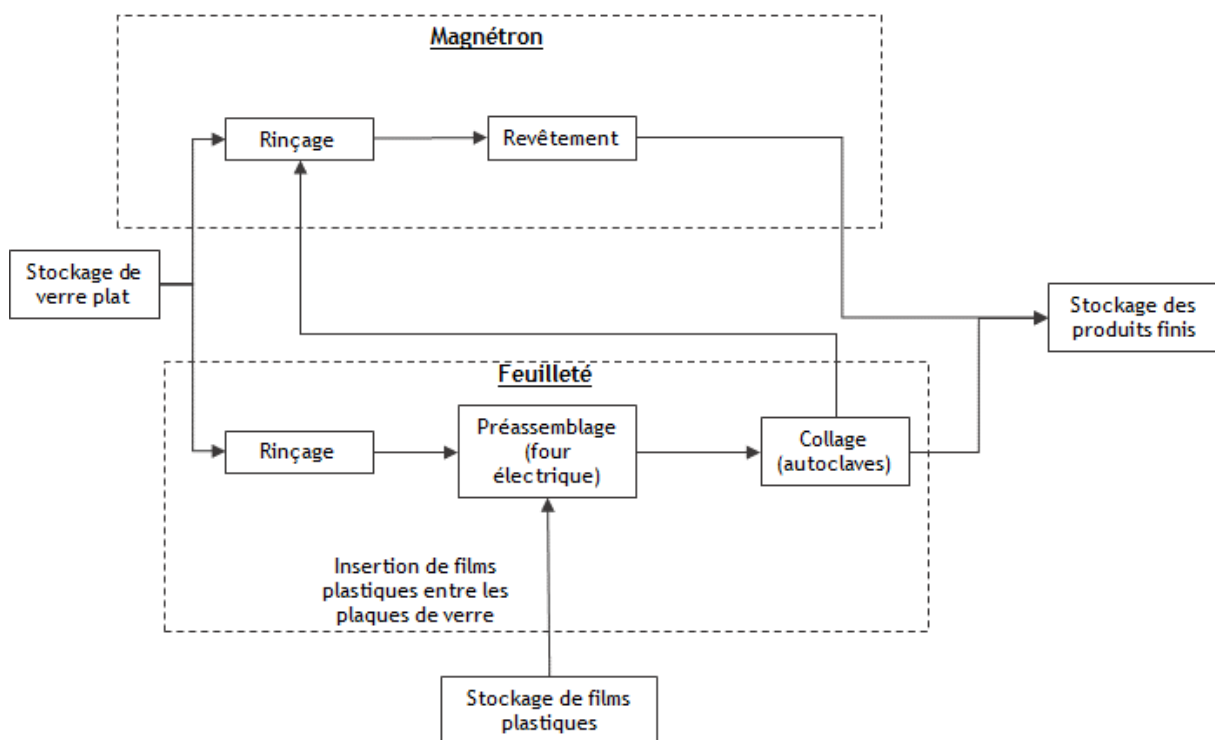 Magnétron
Rinçage
Revêtement
Stockage de
verre plat
Stockage des
produits finis
Feuilleté
Rinçage
Préassemblage
(four
électrique)
Collage
(autoclaves)
Insertion de films
plastiques entre les
plaques de verre
Stockage de films
plastiques